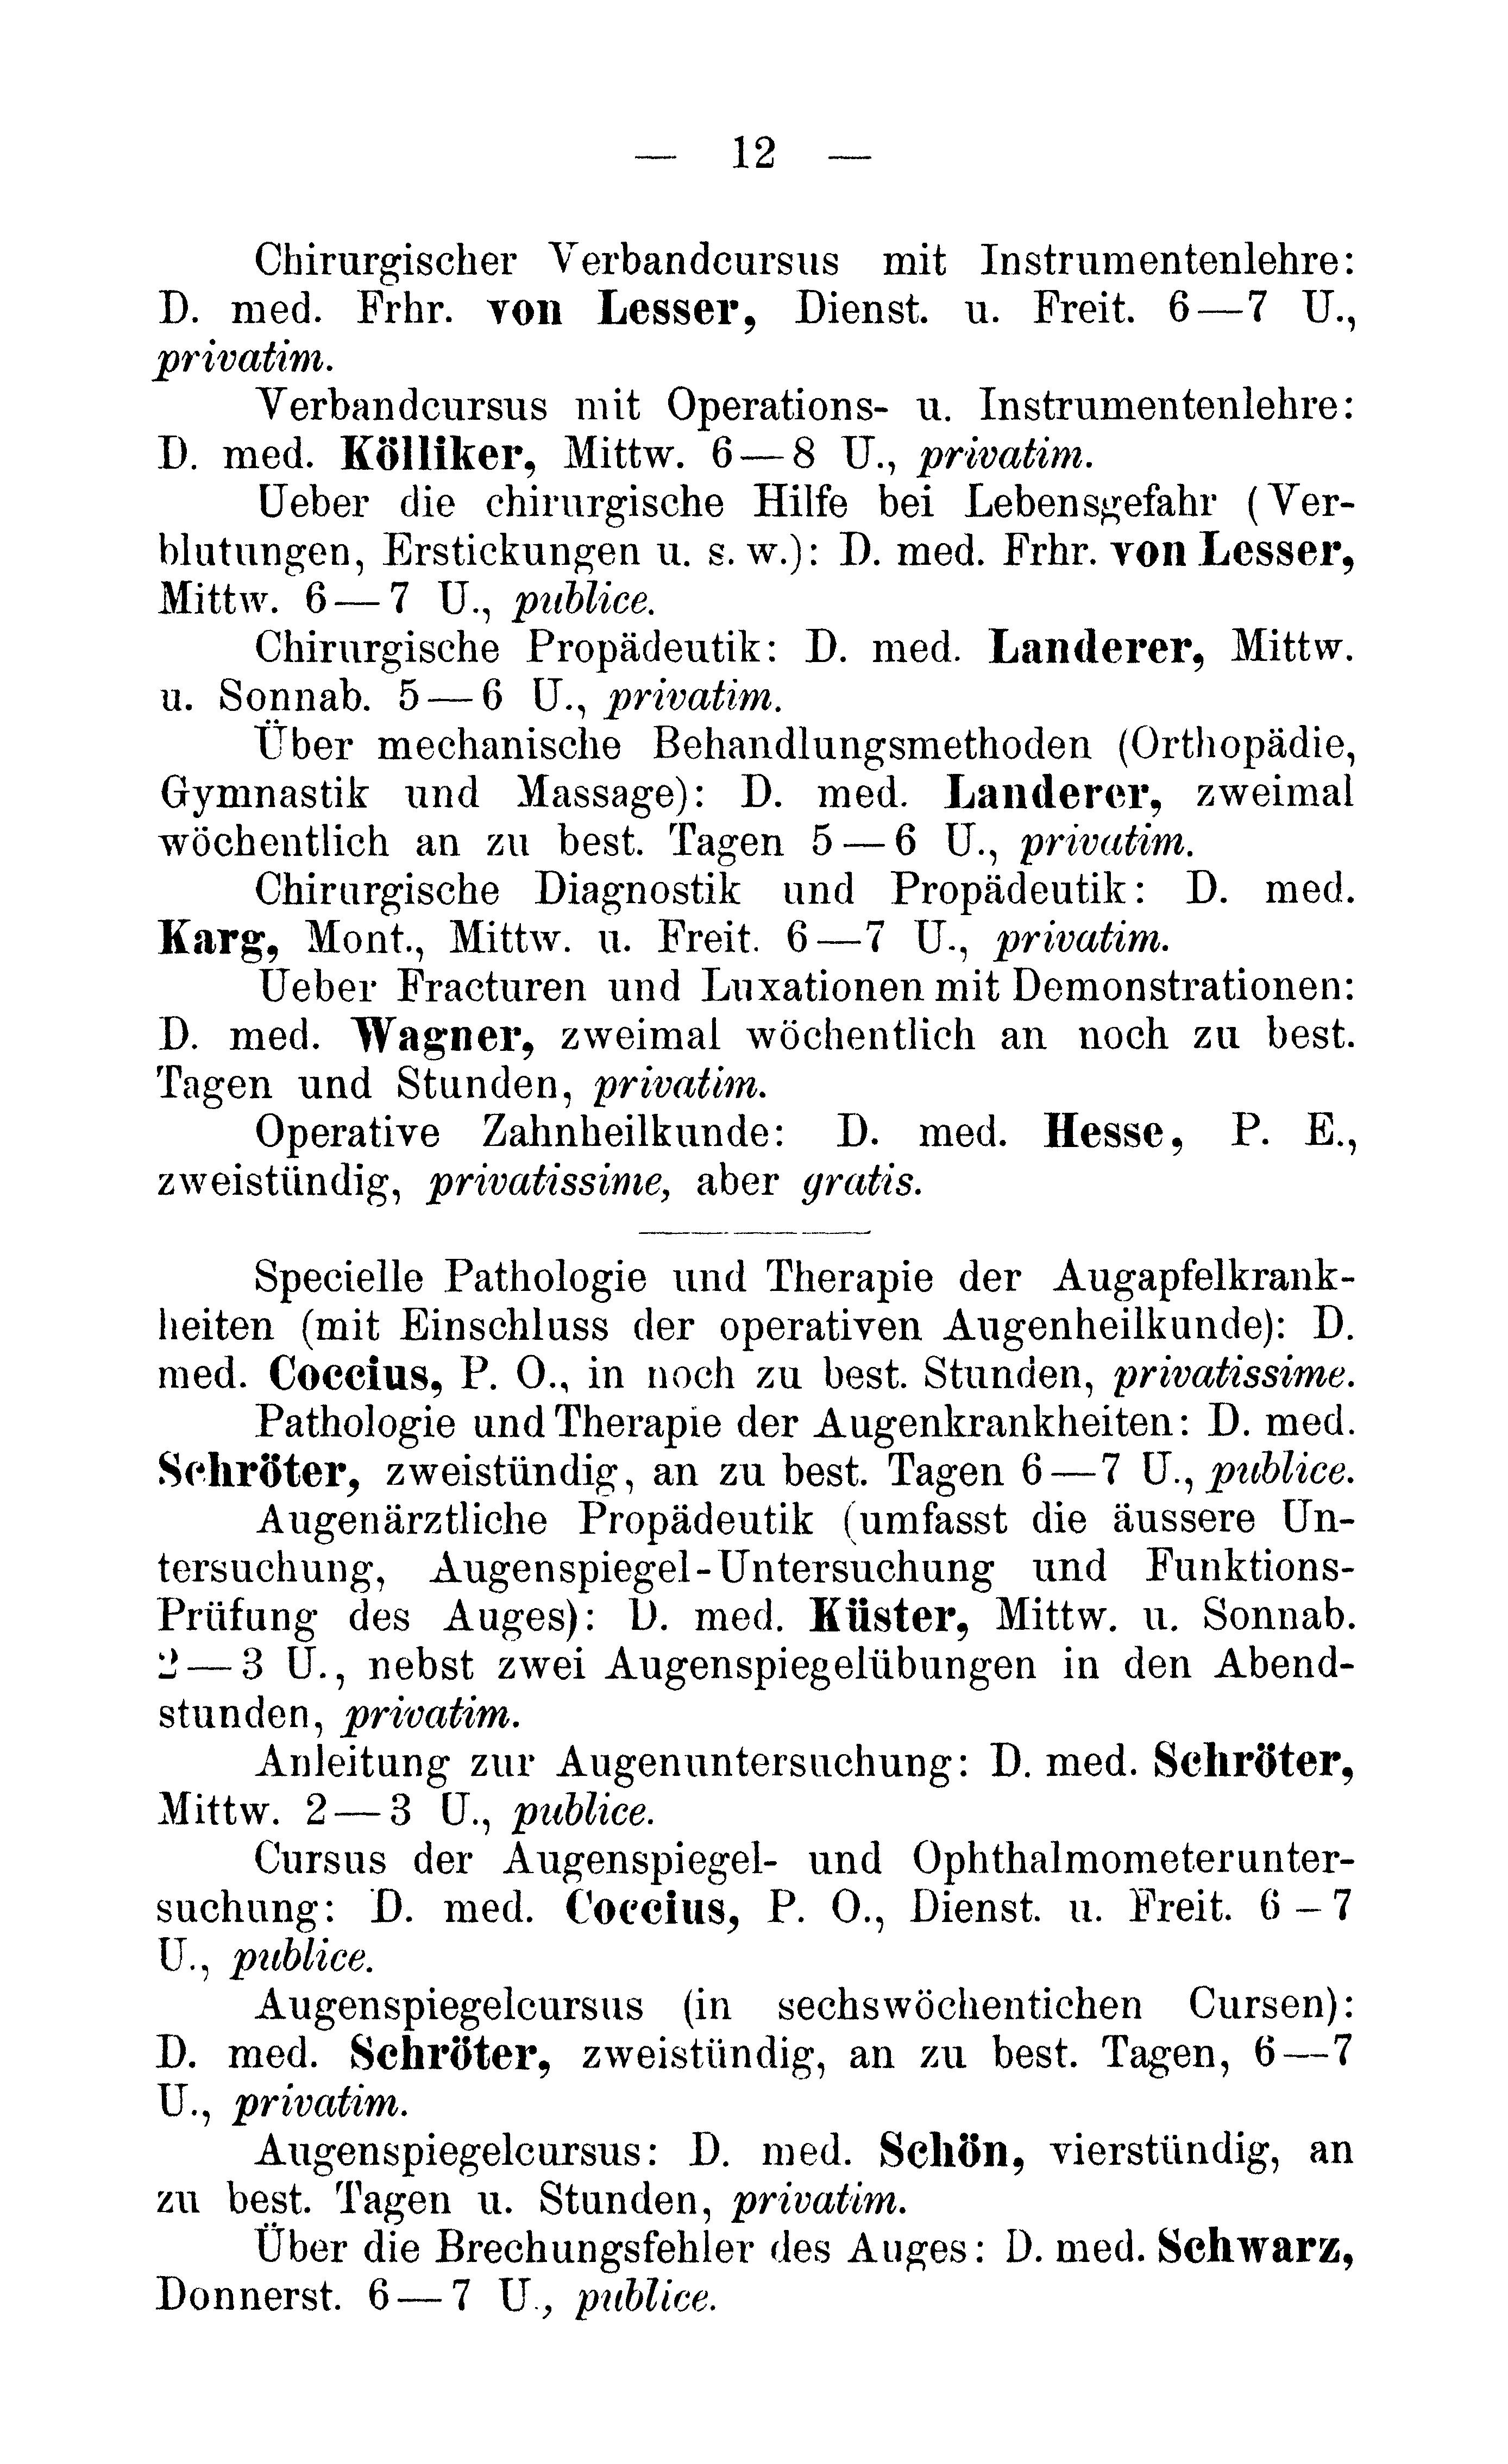 — 12 —
Chirurgischer Verbandcursus mit Instrumentenlehre:
D. med. Frhr. von Lesser, Dienst. u. Freit. 6—7 U.,
privatim.
Verbandcursus mit Operations- u. Instrumentenlehre:
D. med. Kölliker, Mittw. 6—8 U., privatim.
Ueber die chirurgische Hilfe bei Lebensgefahr (Ver-
blutungen, Erstickungen u. s. w.): D. med. Frhr. von Lesser,
Mittw. 6—7 U., publice.
Chirurgische Propädeutik: D. med. Landerer, Mittw.
u. Sonnab. 5—6 U., privatim.
Über mechanische Behandlungsmethoden (Orthopädie,
Gymnastik und Massage): D. med. Landerer, zweimal
wöchentlich an zu best. Tagen 5—6 U., privatim.
Chirurgische Diagnostik und Propädeutik: D. med.
Karg, Mont., Mittw. u. Freit. 6—7 U., privatim.
Ueber Fracturen und Luxationen mit Demonstrationen:
D. med. Wagner, zweimal wöchentlich an noch zu best.
Tagen und Stunden, privatim.
Operative Zahnheilkunde: D. med. Hesse, P. E.,
zweistündig, privatissime, aber gratis.
Specielle Pathologie und Therapie der Augapfelkrank-
heiten (mit Einschluss der operativen Augenheilkunde): D.
med. Coccius, P. O., in noch zu best. Stunden, privatissime.
Pathologie und Therapie der Augenkrankheiten: D. med.
Schröter, zweistündig, an zu best. Tagen 6—7 U., publice.
Augenärztliche Propädeutik (umfasst die äussere Un-
tersuchung, Augenspiegel-Untersuchung und Funktions-
Prüfung des Auges): D. med. Küster, Mittw. u. Sonnab.
2—3 U., nebst zwei Augenspiegelübungen in den Abend-
stunden, privatim.
Anleitung zur Augenuntersuchung: D. med. Schröter,
Mittw. 2—3 U., publice.
Cursus der Augenspiegel- und Ophthalmometerunter-
suchung: D. med. Coccius, P. O., Dienst. u. Freit. 6–7
U., publice.
Augenspiegelcursus (in sechswöchentichen Cursen):
D. med. Schröter, zweistündig, an zu best. Tagen, 6—7
U., privatim.
Augenspiegelcursus: D. med. Schön, vierstündig, an
zu best. Tagen u. Stunden, privatim.
Über die Brechungsfehler des Auges: D. med. Schwarz,
Donnerst. 6—7 U., publice.